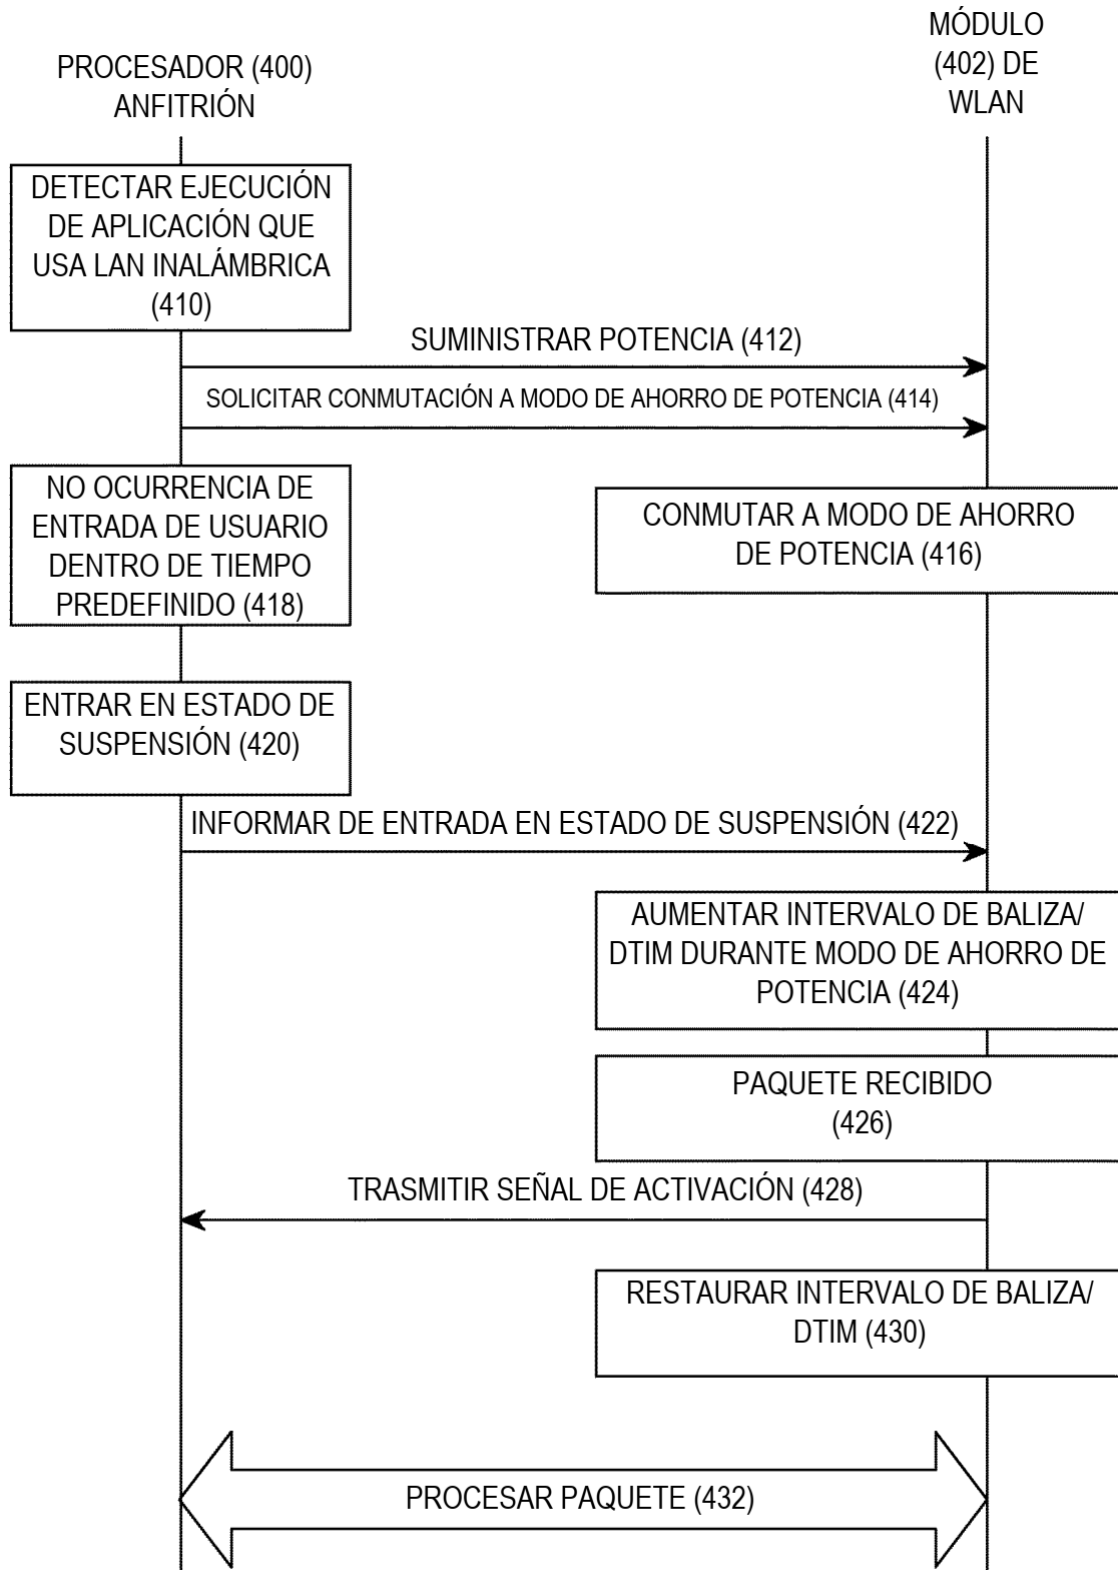 PROCESADOR (400)
ANFITRIÓN
MÓDULO
(402) DE
WLAN
DETECTAR EJECUCIÓN
DE APLICACIÓN QUE
USA LAN INALÁMBRICA
(410)
SUMINISTRAR POTENCIA (412)
SOLICITAR CONMUTACIÓN A MODO DE AHORRO DE POTENCIA (414)
NO OCURRENCIA DE
ENTRADA DE USUARIO
DENTRO DE TIEMPO
PREDEFINIDO (418)
CONMUTAR A MODO DE AHORRO
DE POTENCIA (416)
ENTRAR EN ESTADO DE
SUSPENSIÓN (420)
INFORMAR DE ENTRADA EN ESTADO DE SUSPENSIÓN (422)
AUMENTAR INTERVALO DE BALIZA/
DTIM DURANTE MODO DE AHORRO DE
POTENCIA (424)
PAQUETE RECIBIDO
(426)
TRASMITIR SEÑAL DE ACTIVACIÓN (428)
RESTAURAR INTERVALO DE BALIZA/
DTIM (430)
PROCESAR PAQUETE (432)